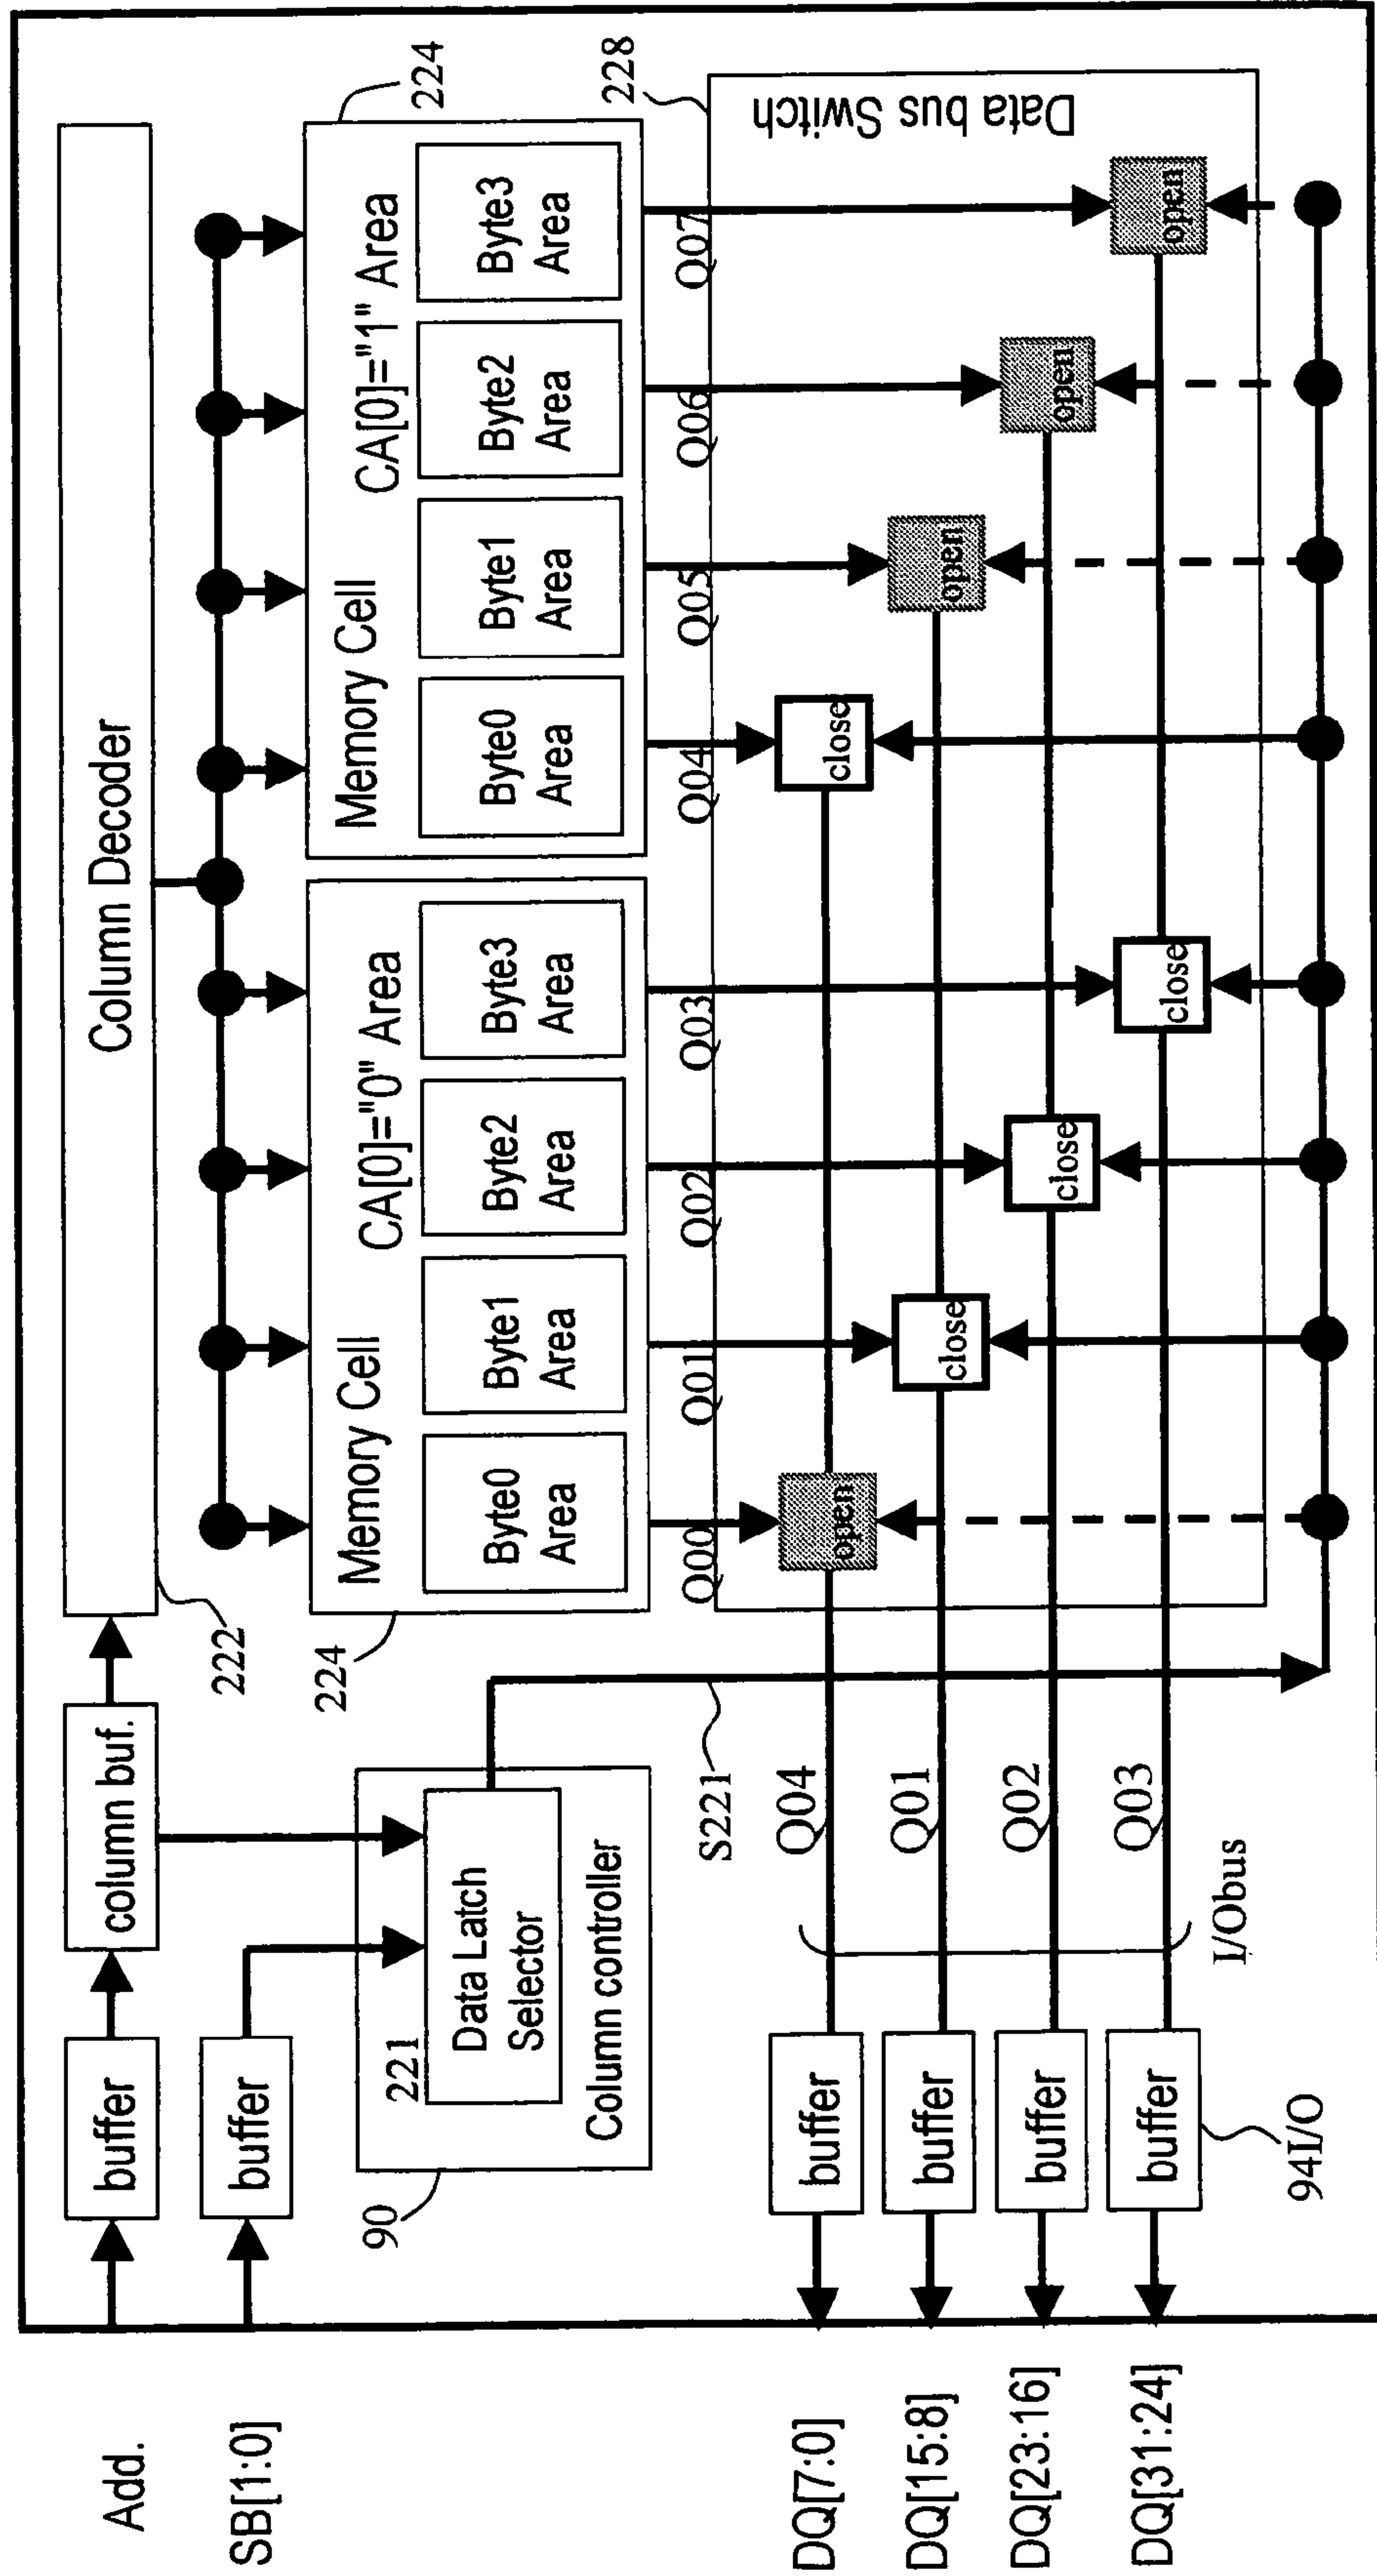 Add.
buffer
column buf.
Column Decoder
222
SB[1:0]
buffer
90
221
Data Latch
Selector
Column controller
224
Memory Cell
CA[0]="0" Area
Byte0
Area
Byte1
Area
Byte2
Area
Byte3
Area
224
Memory Cell
CA[0]="1" Area
Byte0
Area
Byte1
Area
Byte2
Area
Byte3
Area
Q00
Q01
Q02
Q03
Q04
Q05
Q06
Q07
228
Data bus Switch
S221
DQ[7:0]
buffer
Q04
open
close
DQ[15:8]
buffer
Q01
close
open
DQ[23:16]
buffer
Q02
close
open
DQ[31:24]
buffer
Q03
close
open
I/Obus
94I/O